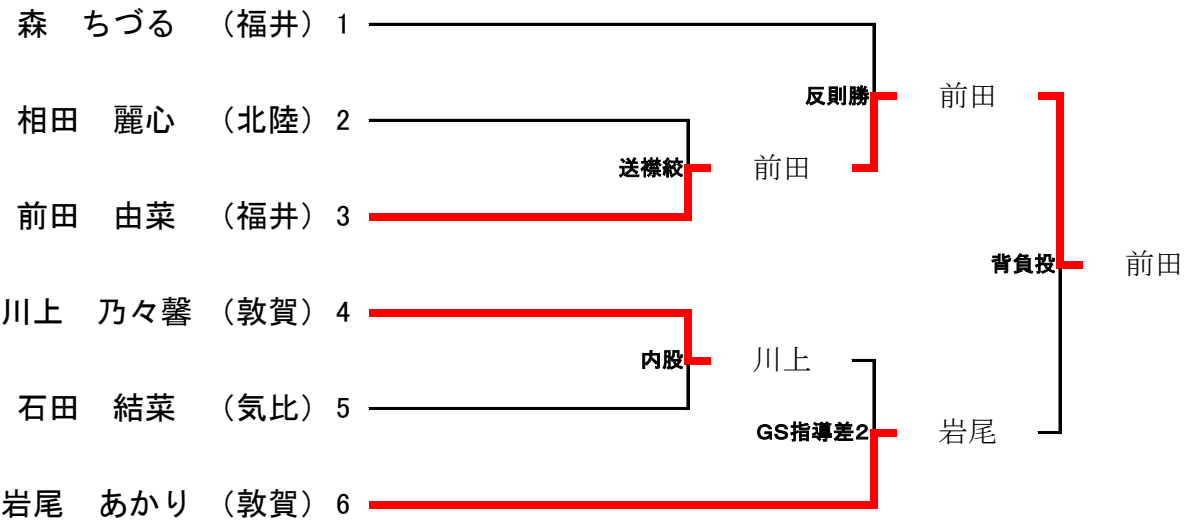 森 ちづる (福井) 1
反則勝 前田
相田 麗心 (北陸) 2
送襟絞 前田
前田 由菜 (福井) 3
背負投 前田
川上 乃々馨 (敦賀) 4
内股 川上
石田 結菜 (気比) 5
GS指導差2 岩尾
岩尾 あかり (敦賀) 6